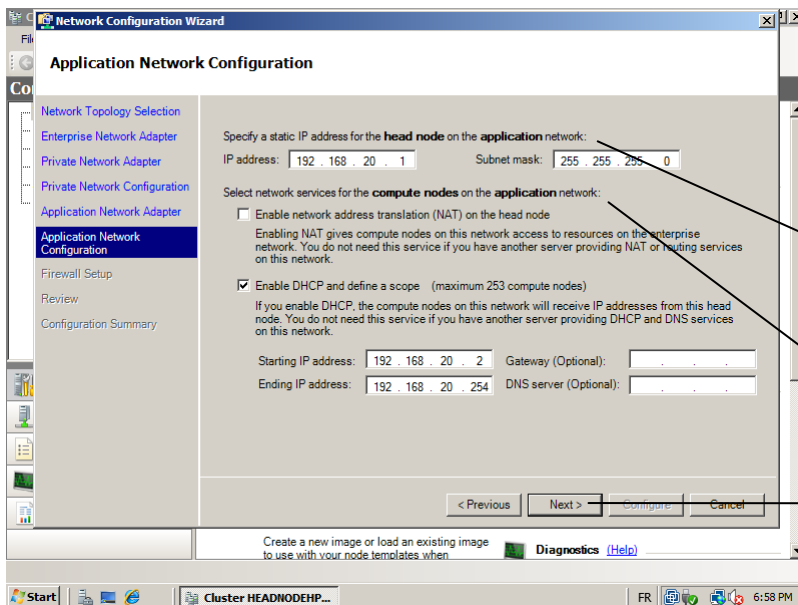 Network Configuration Wizard
Application Network Configuration
Network Topology Selection
Enterprise Network Adapter
Private Network Adapter
Private Network Configuration
Application Network Adapter
Application Network
Configuration
Firewall Setup
Review
Configuration Summary
Specify a static IP address for the head node on the application network:
IP address: 192 . 168 . 20 . 1 Subnet mask: 255 . 255 . 255 . 0
Select network services for the compute nodes on the application network:
Enable network address translation (NAT) on the head node
Enabling NAT gives compute nodes on this network access to resources on the enterprise
network. You do not need this service if you have another server providing NAT or routing services
on this network.
Enable DHCP and define a scope (maximum 253 compute nodes)
If you enable DHCP, the compute nodes on this network will receive IP addresses from this head
node. You do not need this service if you have another server providing DHCP and DNS services
on this network.
Starting IP address: 192 . 168 . 20 . 2 Gateway (Optional): . . .
Ending IP address: 192 . 168 . 20 . 254 DNS server (Optional): . . .
< Previous Next > Configure Cancel
Create a new image or load an existing image
to use with your node templates when
Diagnostics (Help)
Start Cluster HEADNODEHP... FR 6:58 PM